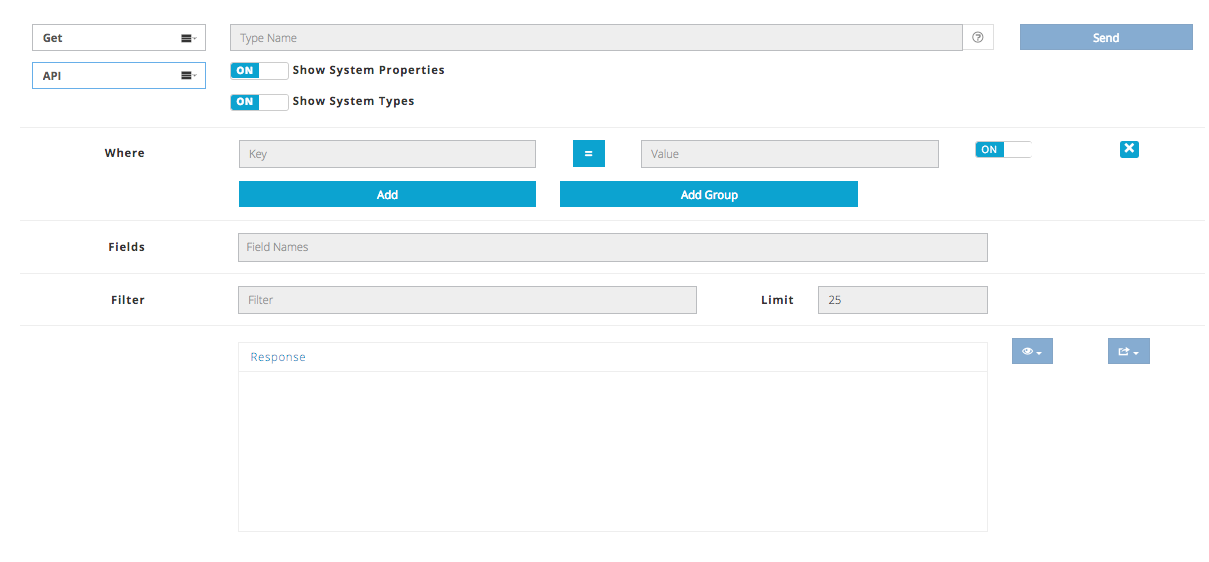 Get
Type Name
Send
API
ON Show System Properties
ON Show System Types
Where
Key
=
Value
ON
Add
Add Group
Fields
Field Names
Filter
Filter
Limit
25
Response